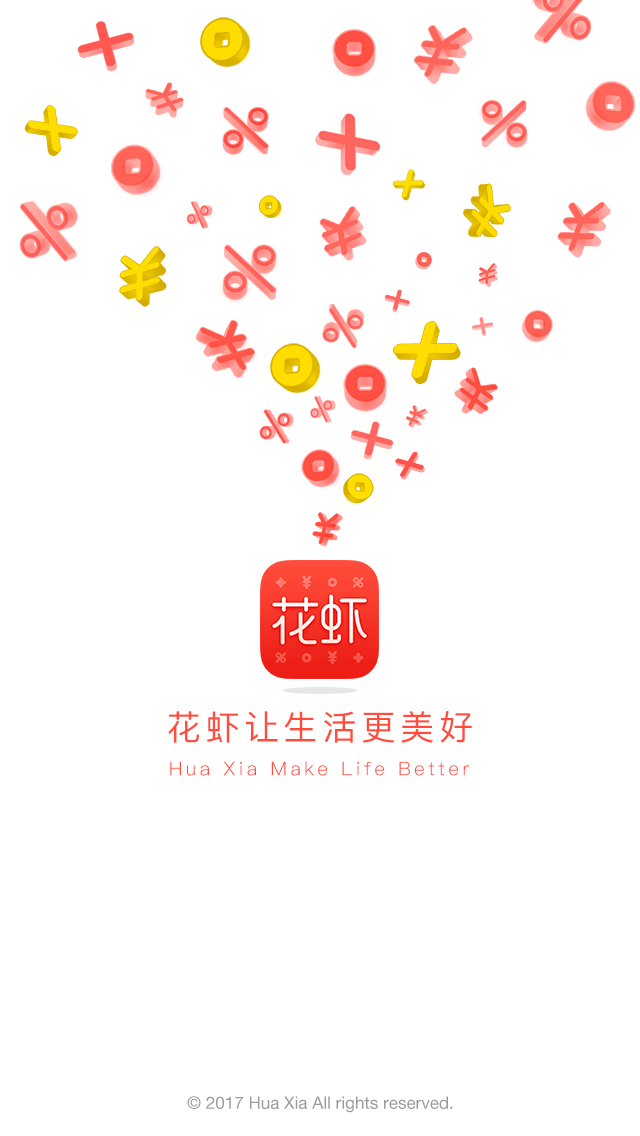 花虾
花虾让生活更美好
Hua Xia Make Life Better
© 2017 Hua Xia All rights reserved.